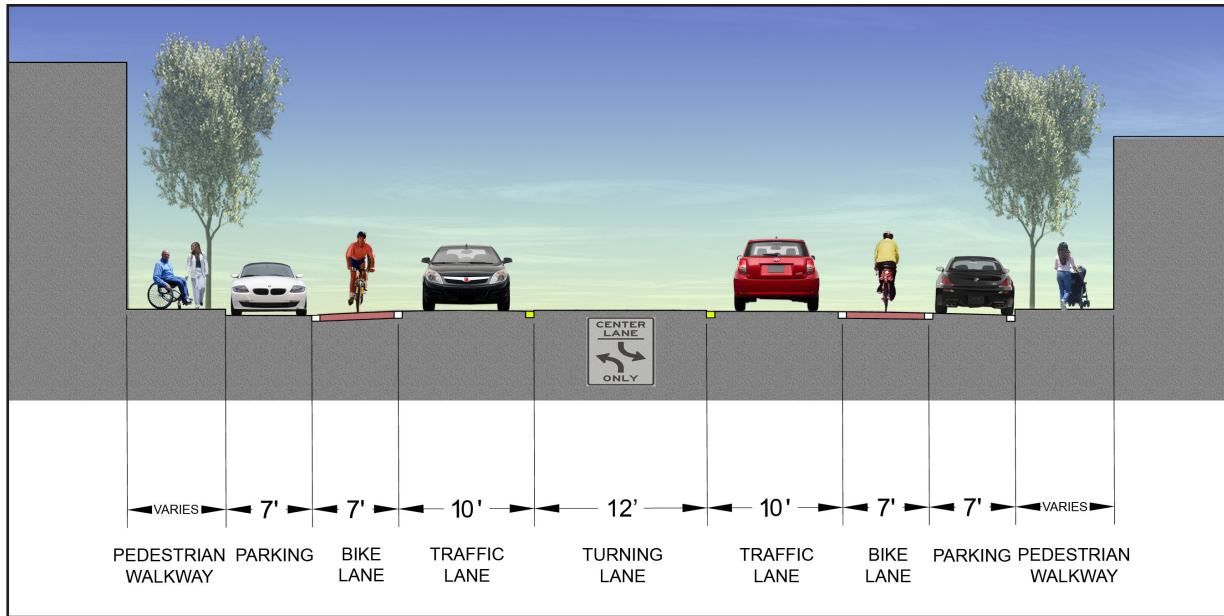 CENTER
LANE
ONLY
VARIES 7' 7' 10' 12’ 10' 7' 7' VARIES
PEDESTRIAN WALKWAY
PARKING
BIKE LANE
TRAFFIC LANE
TURNING LANE
TRAFFIC LANE
BIKE LANE
PARKING
PEDESTRIAN WALKWAY